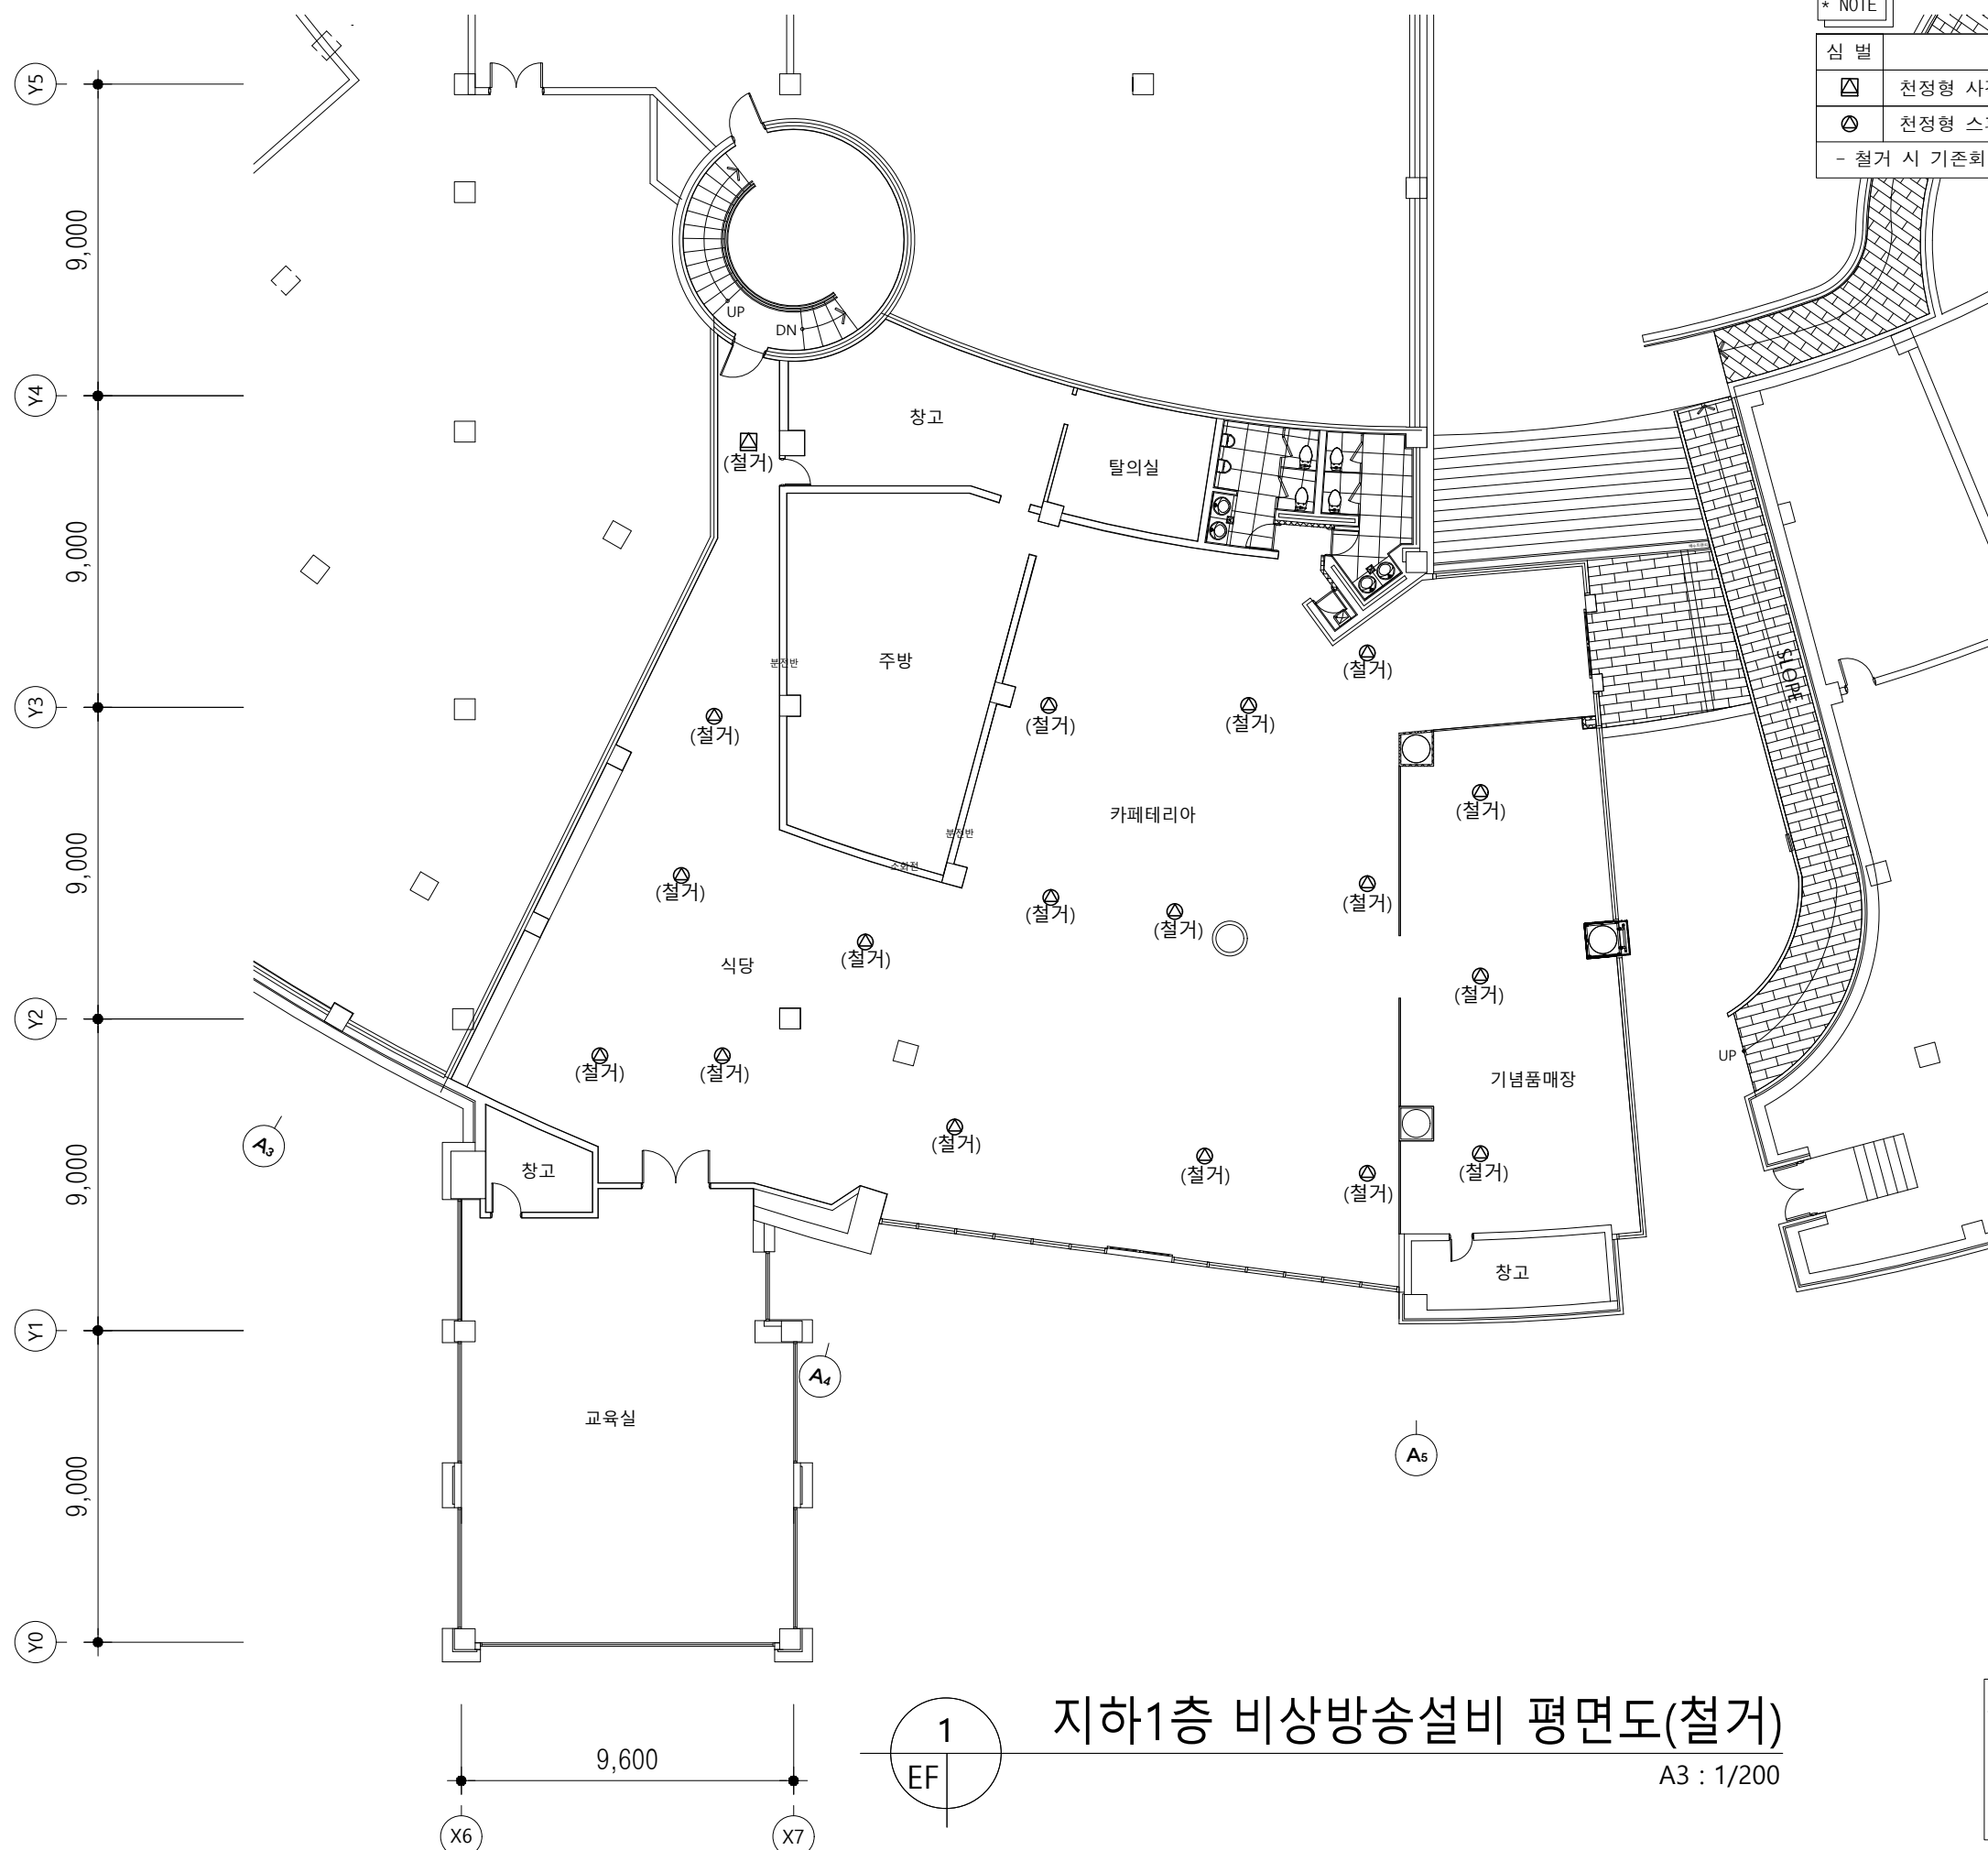 * NOTE
심 벌
천정형
천정형
- 철거 시 기존회
Y5
Y4
Y3
Y2
Y1
Y0
9,000
9,000
9,000
9,000
9,000
UP
DN
창고
탈의실
(철거)
주방
분전반
분전반
소화전
(철거)
(철거)
(철거)
(철거)
카페테리아
(철거)
(철거)
(철거)
(철거)
(철거)
(철거)
식당
(철거)
(철거)
(철거)
기념품매장
(철거)
(철거)
(철거)
(철거)
SLOPE
UP
창고
창고
교육실
A3
A4
A5
9,600
X6
X7
1
EF
지하1층 비상방송설비 평면도(철거)
A3 : 1/200